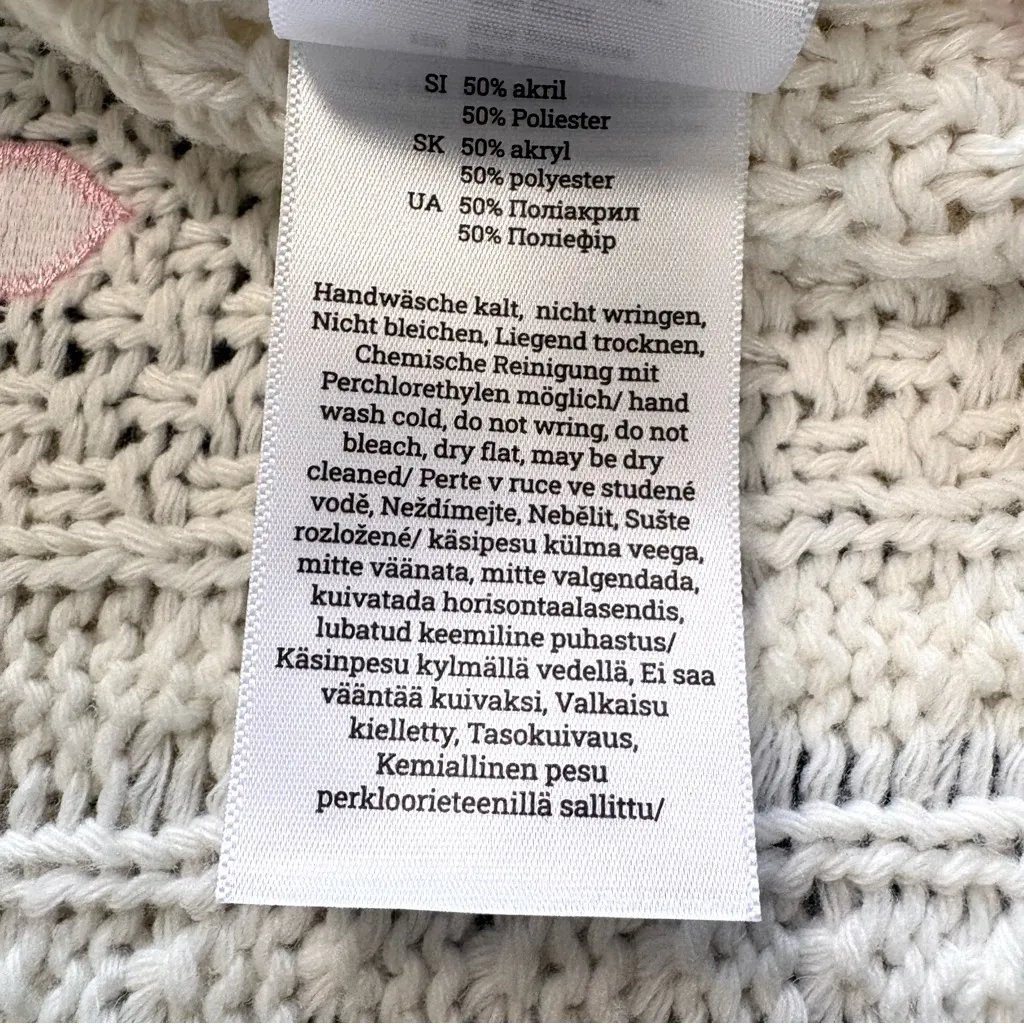 SI 50% akril
50% Poliester
SK 50% akryl
50% polyester
UA 50% Поліакрил
50% Поліефір
Handwäsche kalt, nicht wringen,
Nicht bleichen, Liegend trocknen,
Chemische Reinigung mit
Perchlorethylen möglich/ hand
wash cold, do not wring, do not
bleach, dry flat, may be dry
cleaned/ Perte v ruce ve studené
vodě, Neždímejte, Nebělit, Sušte
rozložené/ käsipesu külma veega,
mitte väänata, mitte valgendada,
kuivatada horisontaalasendis,
lubatud keemiline puhastus/
Käsinpesu kylmällä vedellä, Ei saa
vääntää kuivaksi, Valkaisu
kielletty, Tasokuivaus,
Kemiallinen pesu
perkloorieteenillä sallittu/